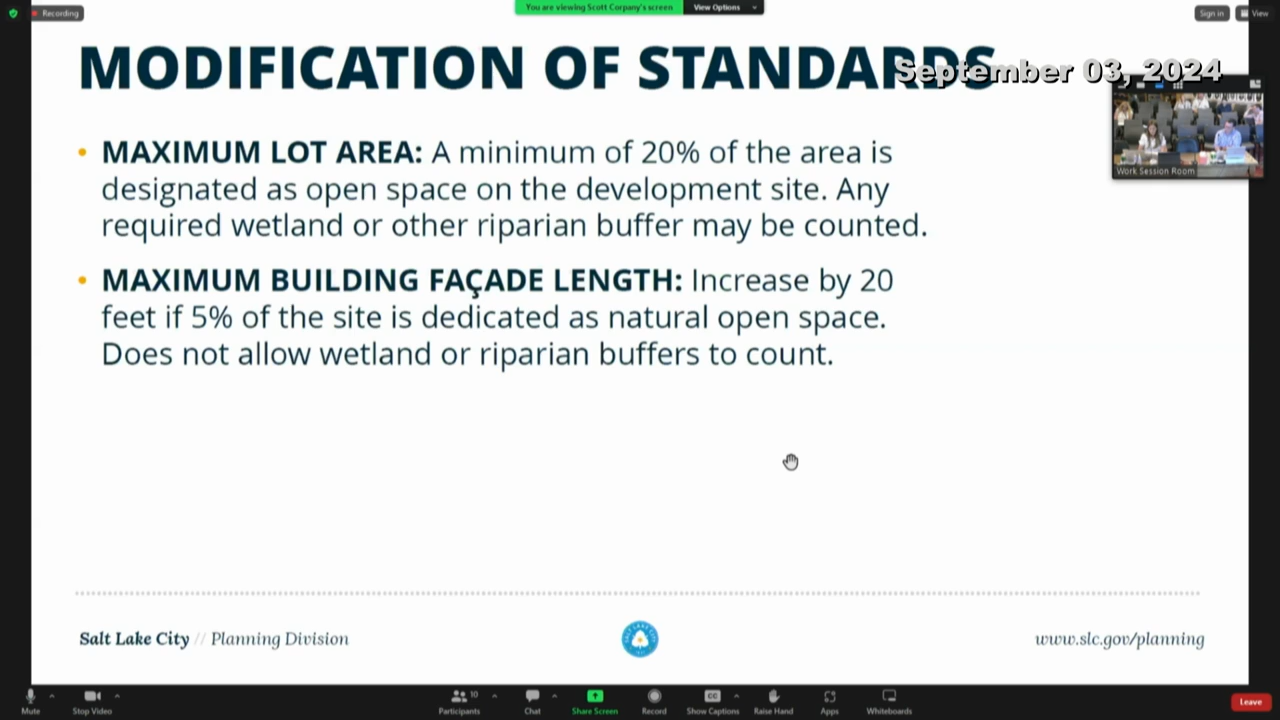 Recording
You are viewing Scott Corpany's screen
View Options
Sign in
View
MODIFICATION OF STANDARDS
September 03, 2024
Work Session Room
• MAXIMUM LOT AREA: A minimum of 20% of the area is
designated as open space on the development site. Any
required wetland or other riparian buffer may be counted.
• MAXIMUM BUILDING FAÇADE LENGTH: Increase by 20
feet if 5% of the site is dedicated as natural open space.
Does not allow wetland or riparian buffers to count.
Salt Lake City // Planning Division
SALT LAKE CITY
www.slc.gov/planning
Mute
Stop Video
10
Participants
Chat
Share Screen
Record
CC
Show Captions
Raise Hand
Apps
Whiteboards
Leave